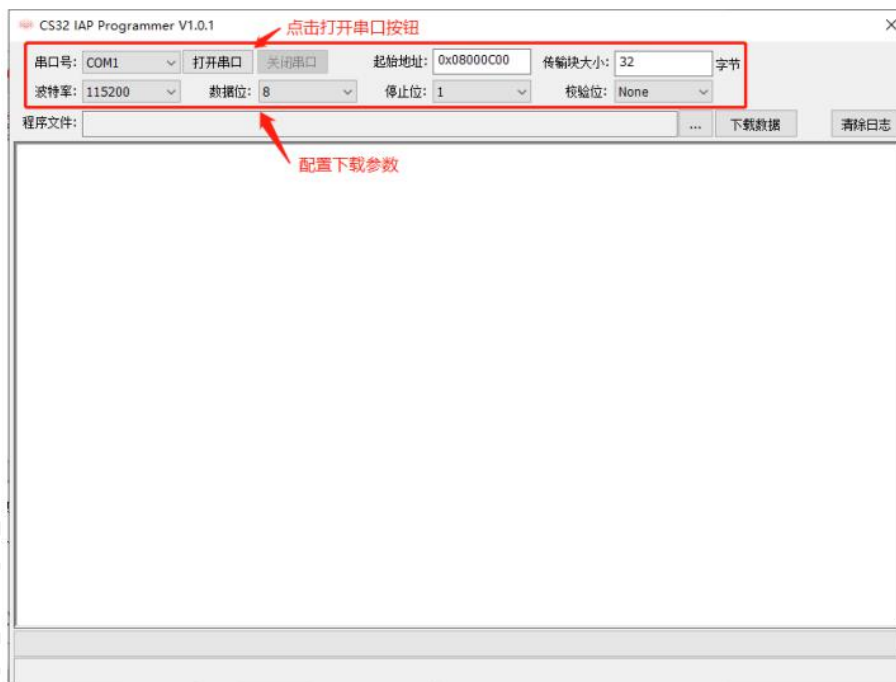 CS32 IAP Programmer V1.0.1
点击打开串口按钮
串口号: COM1 打开串口 关闭串口 起始地址: 0x08000C00 传输块大小: 32 字节
波特率: 115200 数据位: 8 停止位: 1 校验位: None
程序文件: ... 下载数据 清除日志
配置下载参数